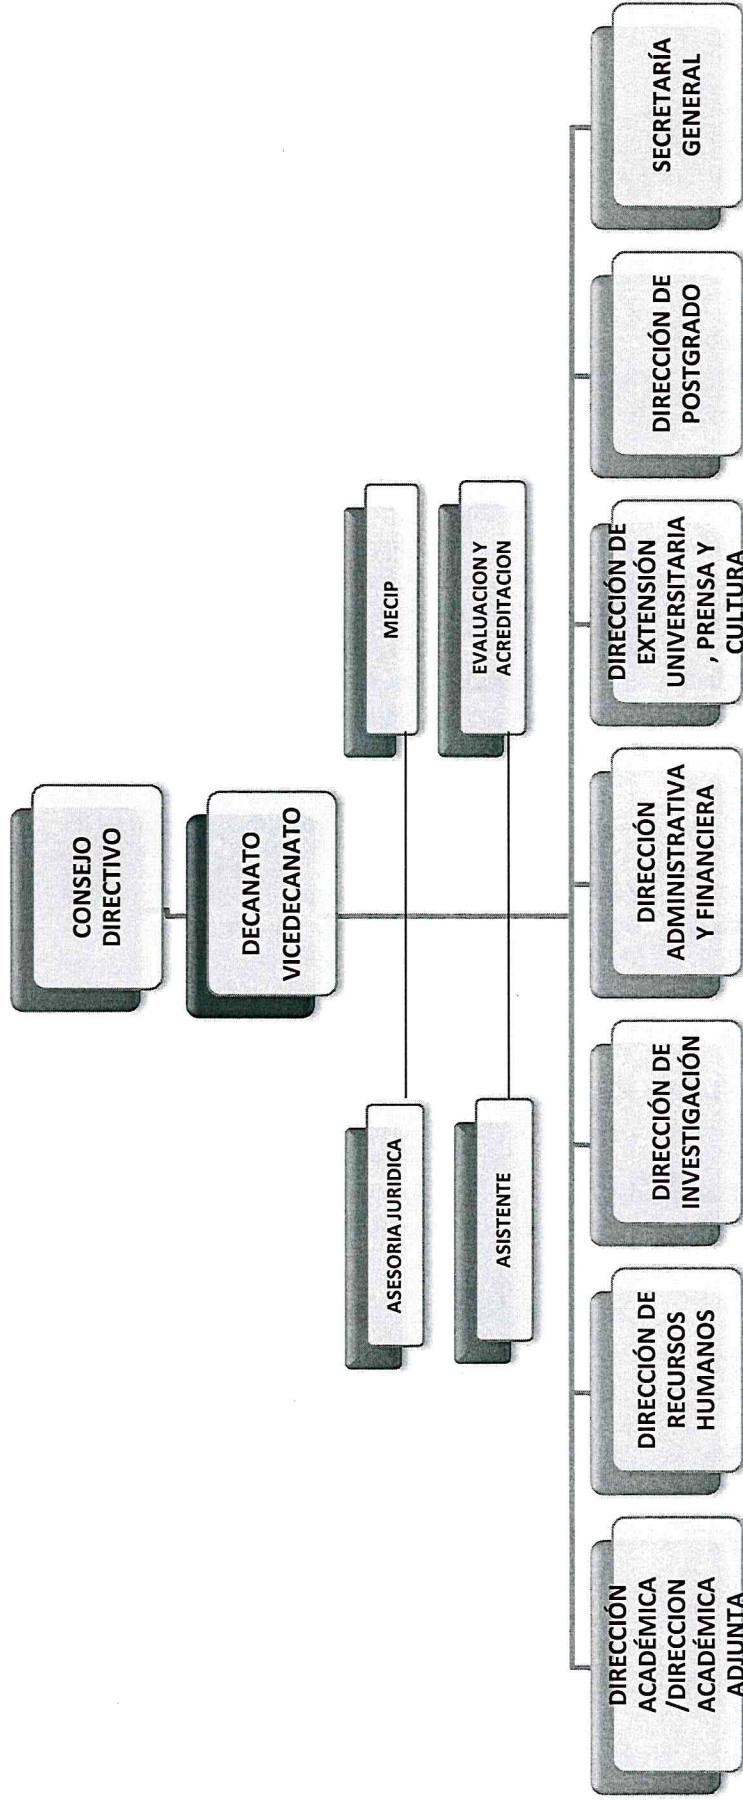 CONSEJO
DIRECTIVO
DECANATO
VICEDECANATO
ASESORIA JURIDICA
MECIP
ASISTENTE
EVALUACION Y
ACREDITACION
DIRECCIÓN
ACADÉMICA
/DIRECCION
ACADÉMICA
ADJUNTA
DIRECCIÓN DE
RECURSOS
HUMANOS
DIRECCIÓN DE
INVESTIGACIÓN
DIRECCIÓN
ADMINISTRATIVA
Y FINANCIERA
DIRECCIÓN DE
EXTENSIÓN
UNIVERSITARIA
, PRENSA Y
CULTURA
DIRECCIÓN DE
POSTGRADO
SECRETARÍA
GENERAL